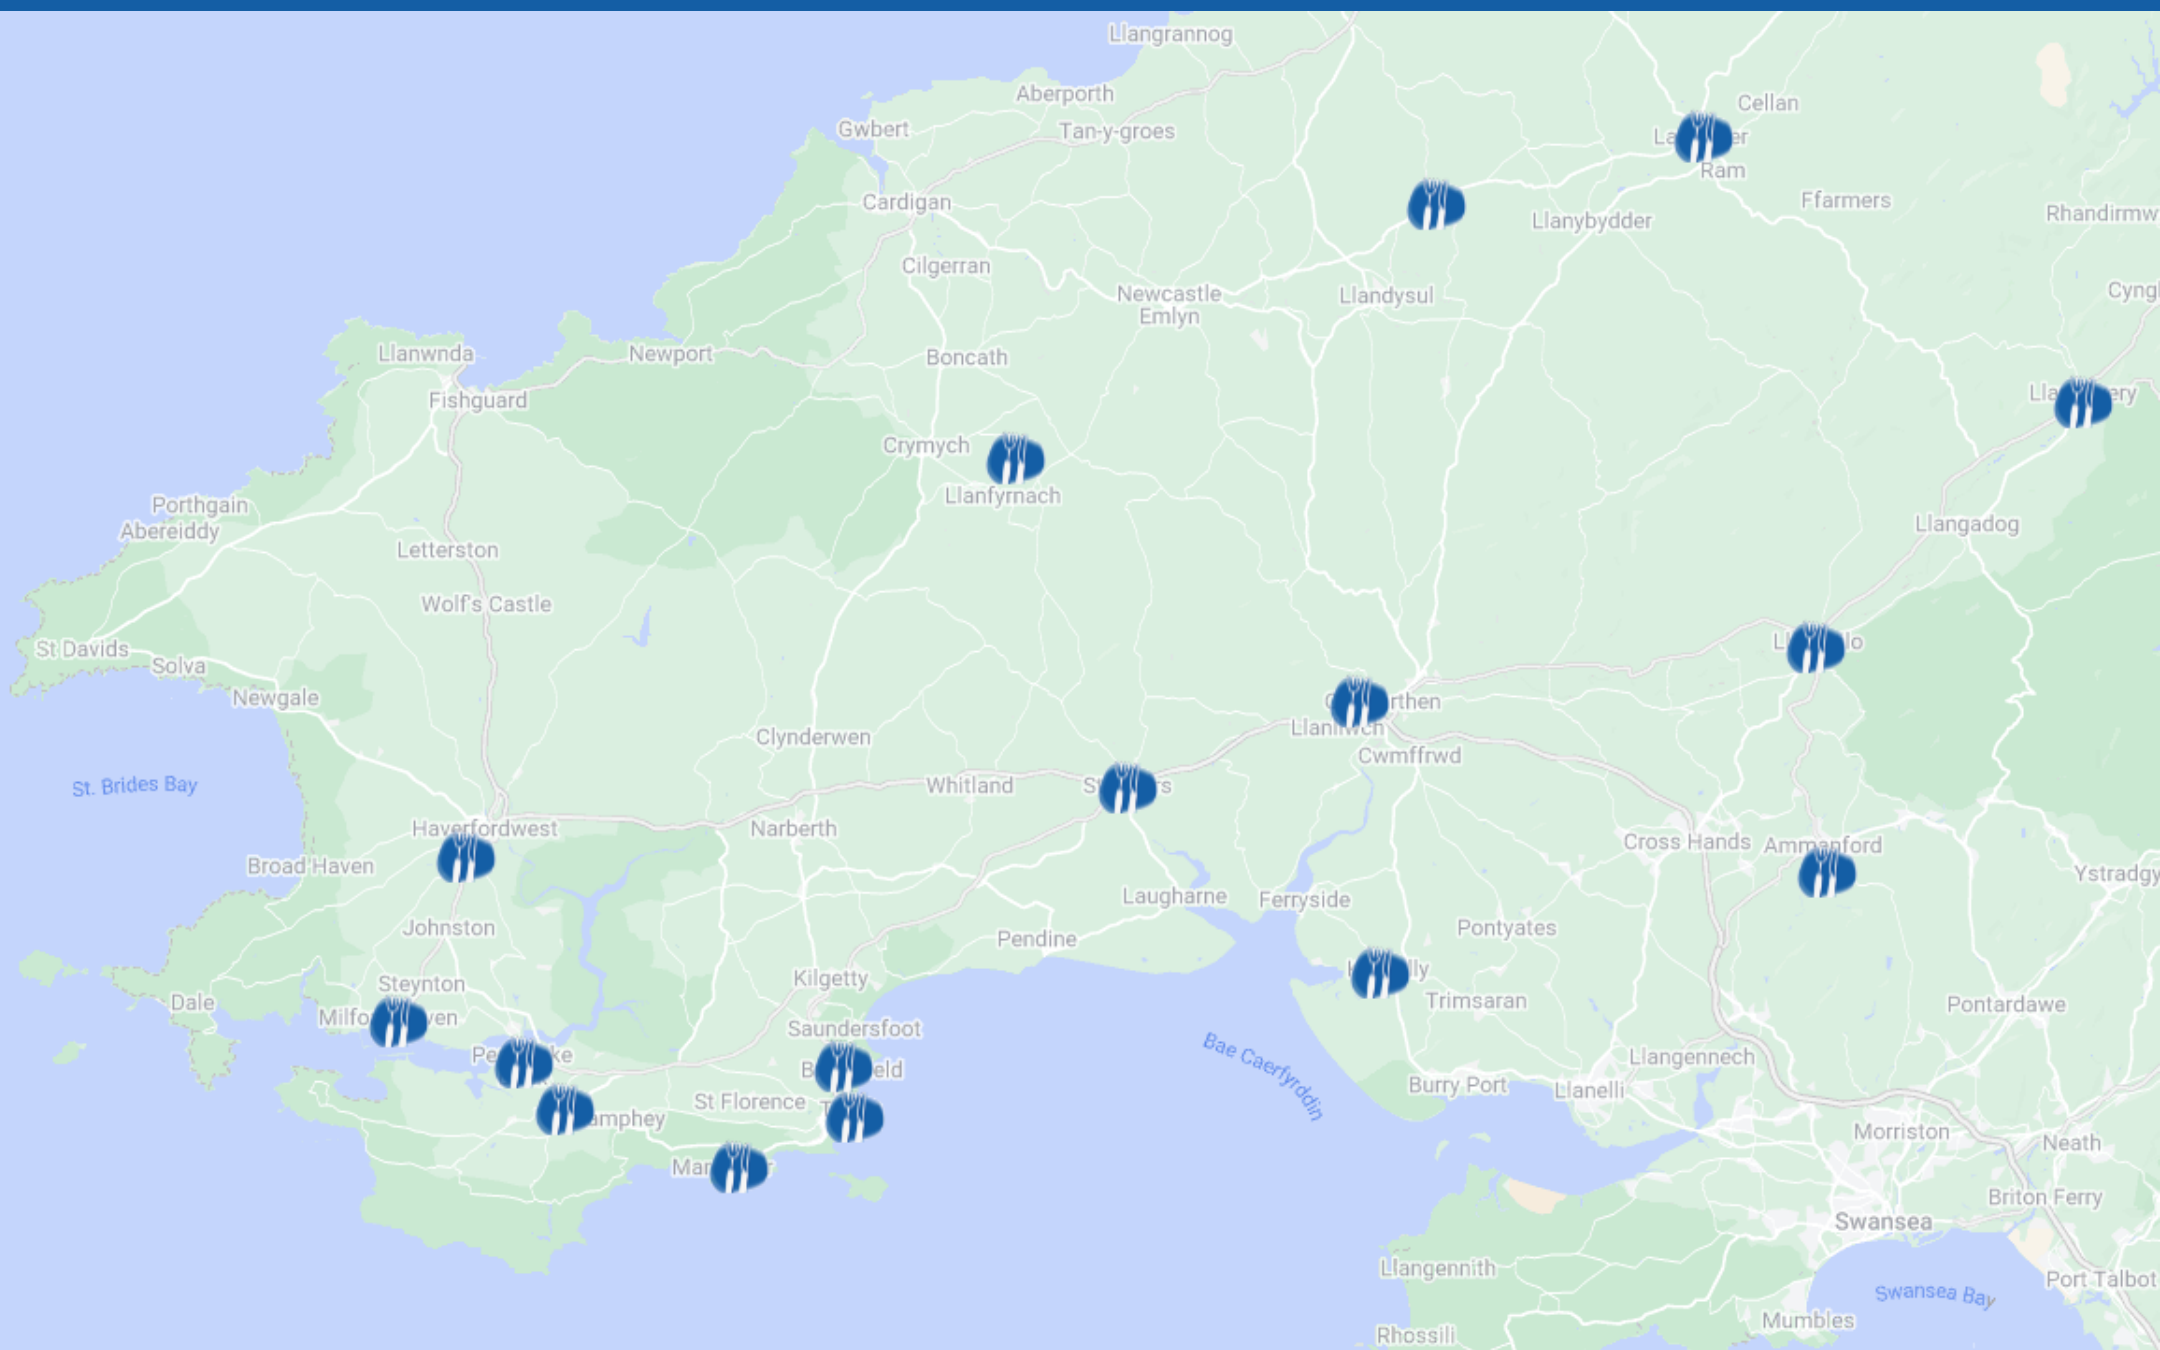 Llangrannog
Aberporth
Cellan
Gwbert
Tan-y-groes
Ram
Cardigan
Ffarmers
Llanybydder
Rhandirmw
Cilgerran
Newcastle
Emlyn
Llandysul
Cyngl
Llanwnda
Newport
Boncath
Fishguard
Crymych
Llanfyrnach
Porthgain
Abereiddy
Llangadog
Letterston
Wolf's Castle
St Davids
Solva
Newgale
Llanllwch
Clynderwen
Cwmffrwd
St. Brides Bay
Whitland
Haverfordwest
Narberth
Cross Hands
Ammanford
Broad Haven
Ystradgy
Laugharne
Ferryside
Johnston
Pontyates
Pendine
Kilgetty
Steynton
Dale
Trimsaran
Pontardawe
Saundersfoot
Llangennech
Bae Caerfyrddin
Burry Port
Llanelli
St Florence
Morriston
Neath
Briton Ferry
Swansea
Llangennith
Port Talbot
Swansea Bay
Mumbles
Rhossili